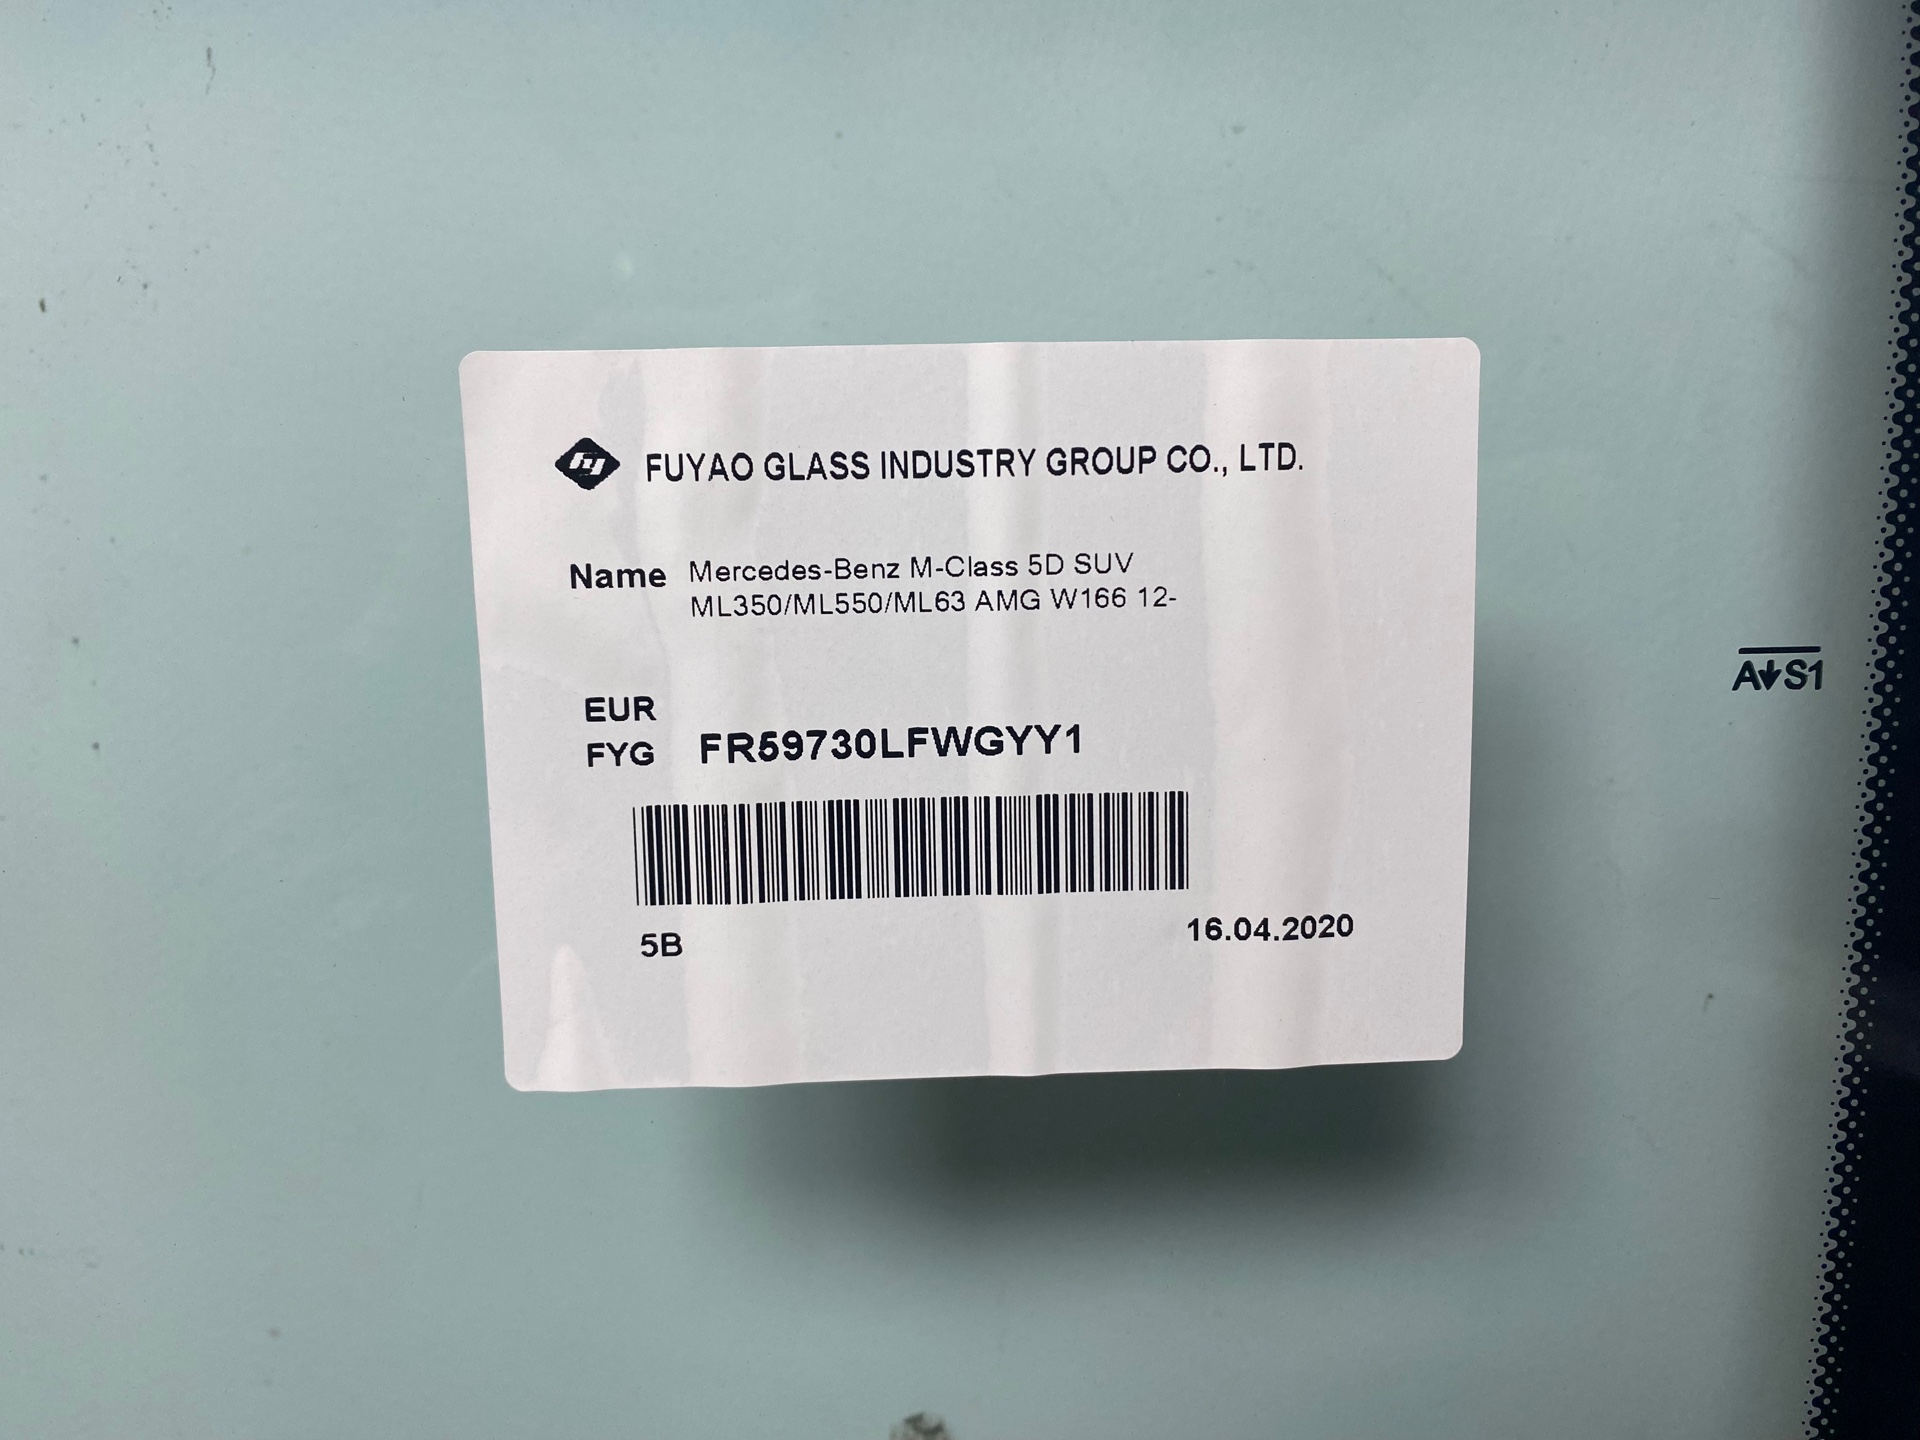 FUYAO GLASS INDUSTRY GROUP CO., LTD.
Name Mercedes-Benz M-Class 5D SUV
ML350/ML550/ML63 AMG W166 12-
EUR
FYG FR59730LFWGYY1
5B 16.04.2020
A↓S1